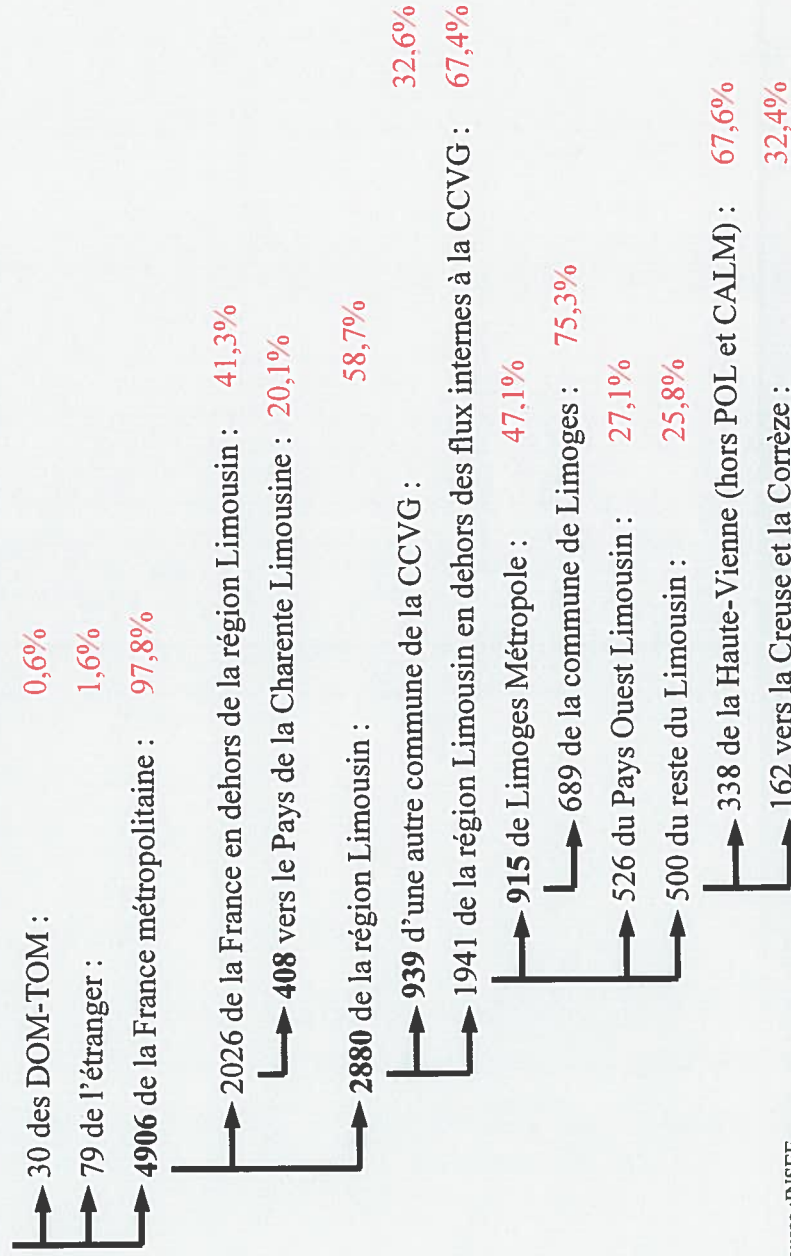 30 des DOM-TOM : 0,6%
79 de l'étranger : 1,6%
4906 de la France métropolitaine : 97,8%
2026 de la France en dehors de la région Limousin : 41,3%
408 vers le Pays de la Charente Limousine : 20,1%
2880 de la région Limousin : 58,7%
939 d'une autre commune de la CCVG : 32,6%
1941 de la région Limousin en dehors des flux internes à la CCVG : 67,4%
915 de Limoges Métropole : 47,1%
689 de la commune de Limoges : 75,3%
526 du Pays Ouest Limousin : 27,1%
500 du reste du Limousin : 25,8%
338 de la Haute-Vienne (hors POL et CALM) : 67,6%
162 vers la Creuse et la Corrèze : 32,4%
INSEE